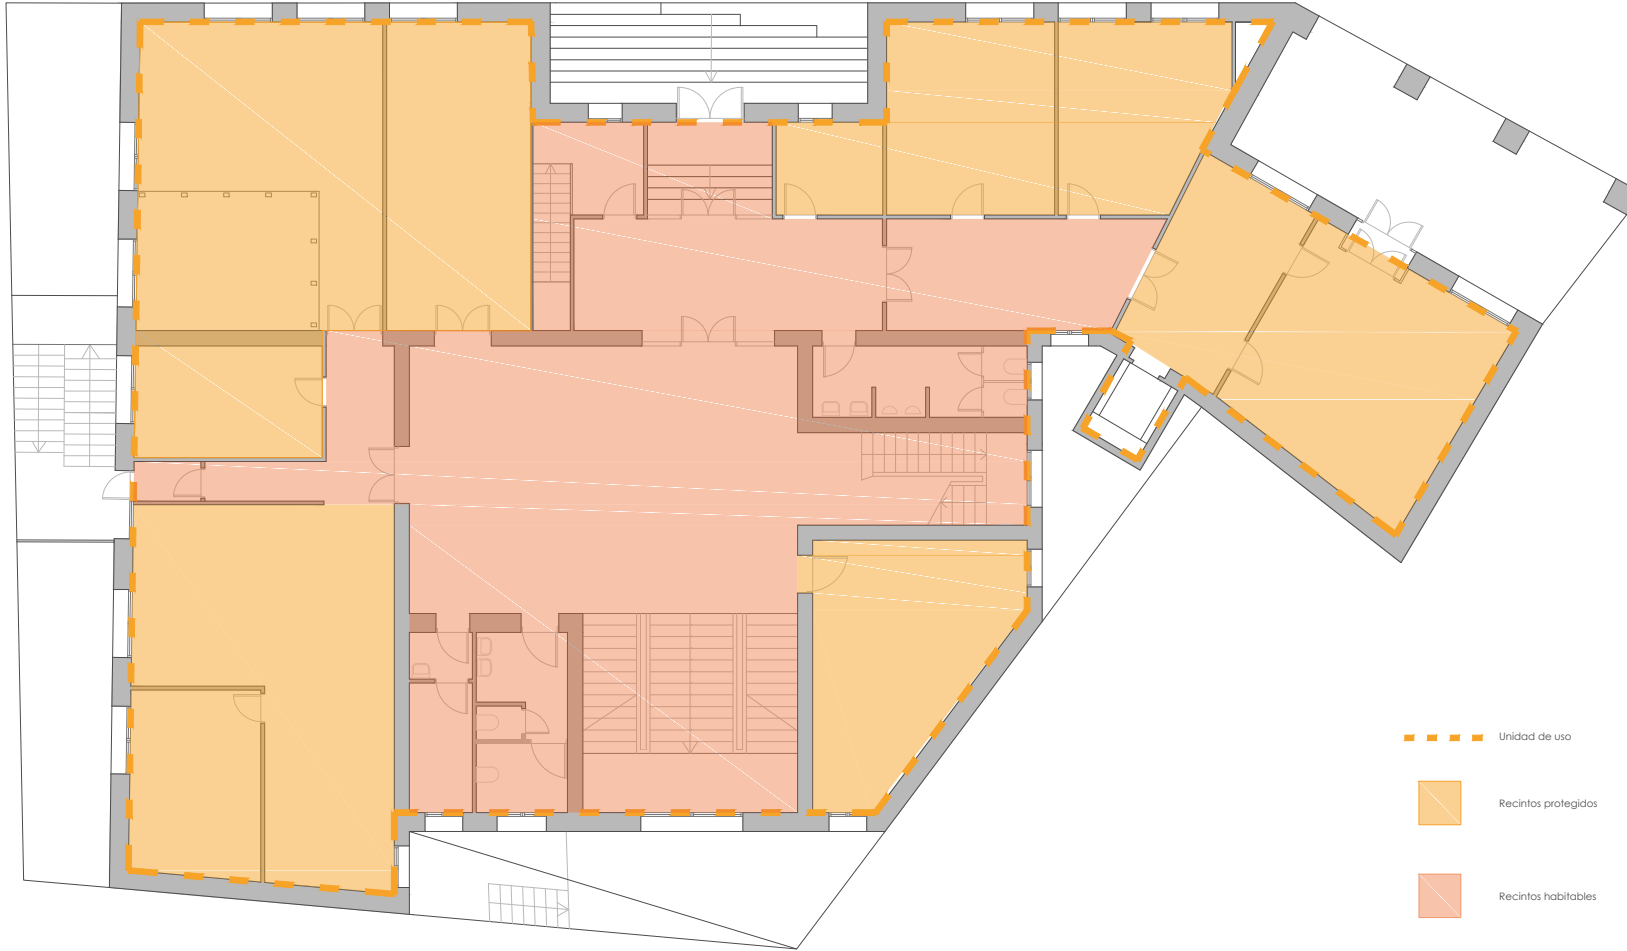 Unidad de uso
Recintos protegidos
Recintos habitables